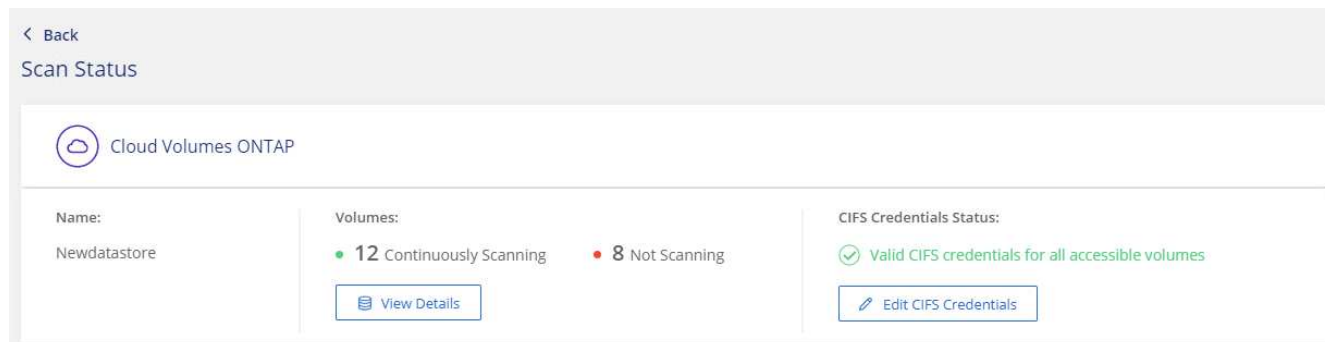 Back
Scan Status
Cloud Volumes ONTAP
Name:
Newdatastore
Volumes:
12 Continuously Scanning
8 Not Scanning
View Details
CIFS Credentials Status:
Valid CIFS credentials for all accessible volumes
Edit CIFS Credentials